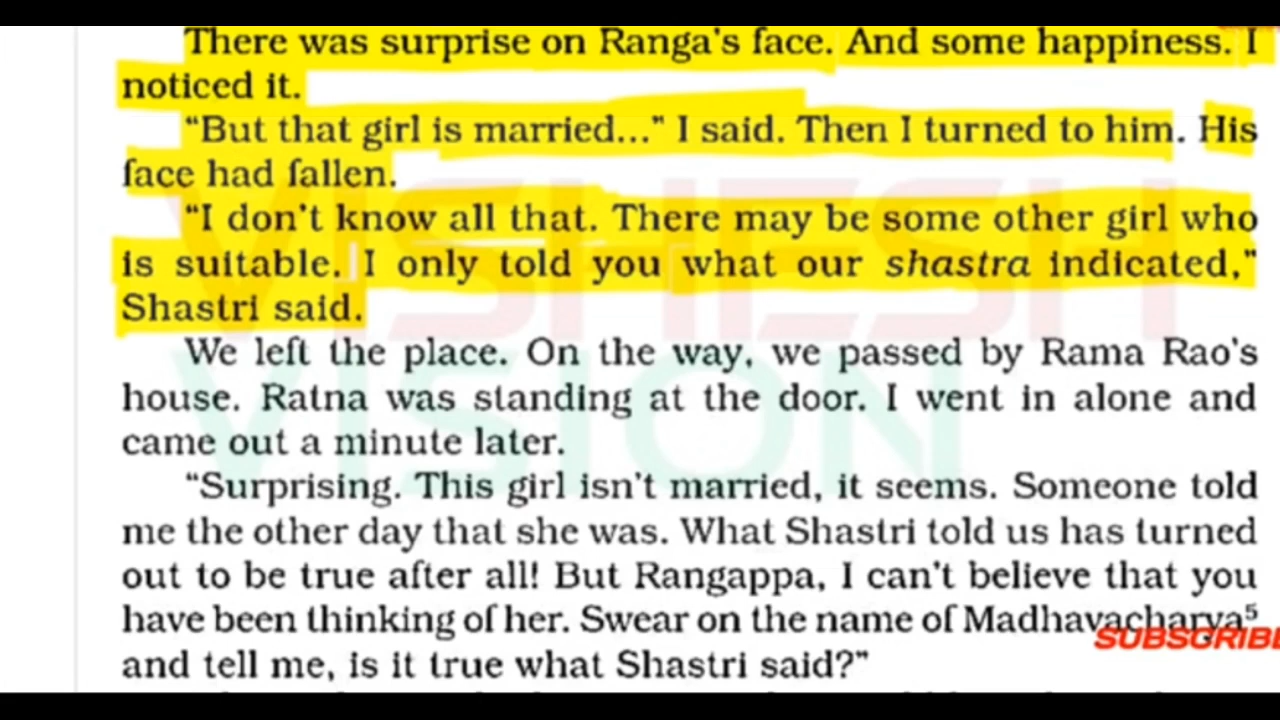 There was surprise on Ranga's face. And some happiness. I
noticed it.
"But that girl is married..." I said. Then I turned to him. His
face had fallen.
"I don't know all that. There may be some other girl who
is suitable. I only told you what our shastra indicated,"
Shastri said.
We left the place. On the way, we passed by Rama Rao's
house. Ratna was standing at the door. I went in alone and
came out a minute later.
"Surprising. This girl isn't married, it seems. Someone told
me the other day that she was. What Shastri told us has turned
out to be true after all! But Rangappa, I can't believe that you
have been thinking of her. Swear on the name of Madhavacharya⁵
SUBSCRIBE
and tell me, is it true what Shastri said?"
VISHESH
VISION